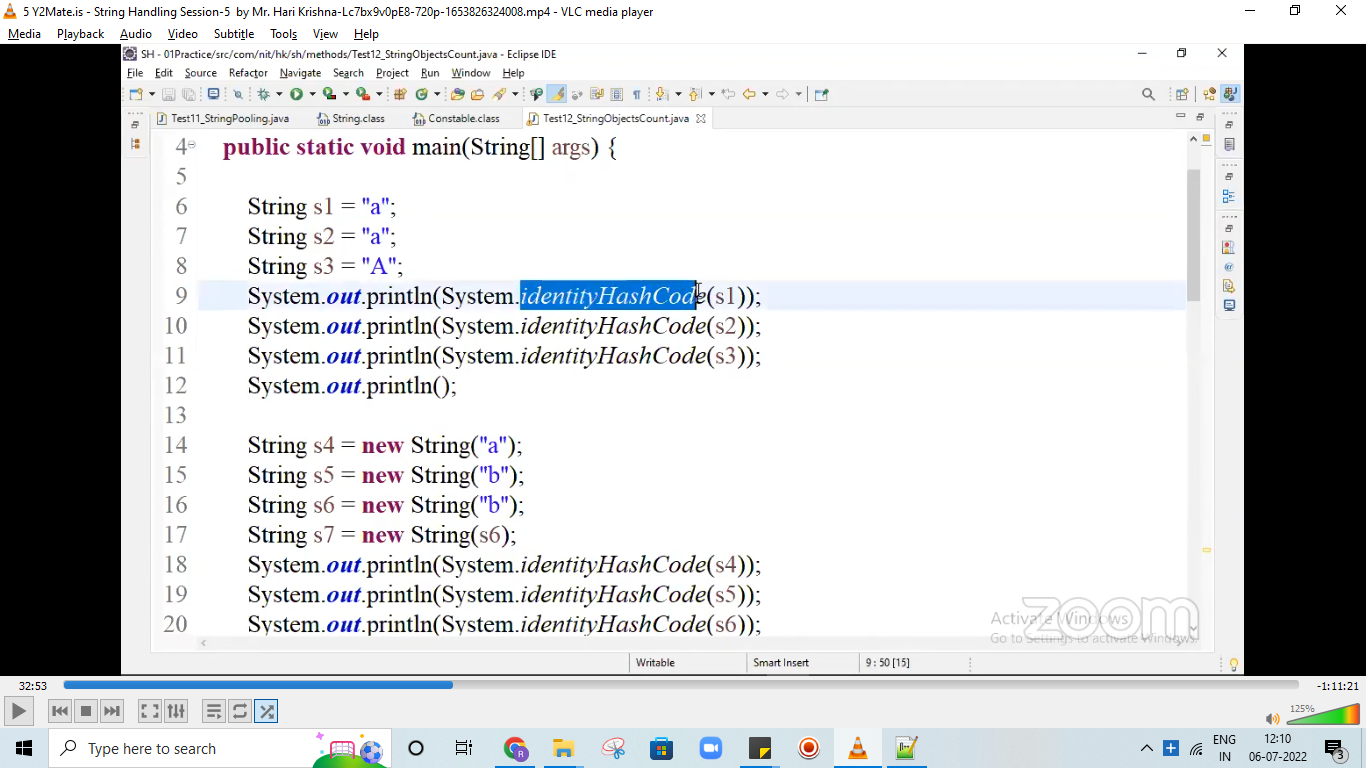 5 Y2Mate.is - String Handling Session-5  by Mr. Hari Krishna-Lc7bx9v0pE8-720p-1653826324008.mp4 - VLC media player
Media Playback Audio Video Subtitle Tools View Help
SH - 01Practice/src/com/nit/hk/sh/methods/Test12_StringObjectsCount.java - Eclipse IDE
File Edit Source Refactor Navigate Search Project Run Window Help
Test11_StringPooling.java String.class Constable.class Test12_StringObjectsCount.java
4 public static void main(String[] args) {
5
6 String s1 = "a";
7 String s2 = "a";
8 String s3 = "A";
9 System.out.println(System.identityHashCode(s1));
10 System.out.println(System.identityHashCode(s2));
11 System.out.println(System.identityHashCode(s3));
12 System.out.println();
13
14 String s4 = new String("a");
15 String s5 = new String("b");
16 String s6 = new String("b");
17 String s7 = new String(s6);
18 System.out.println(System.identityHashCode(s4));
19 System.out.println(System.identityHashCode(s5));
20 System.out.println(System.identityHashCode(s6));
Activate Windows
Go to Settings to activate Windows.
zoom
Writable Smart Insert 9 : 50 [15]
32:53 -1:11:21
125%
Type here to search
ENG
IN
12:10
06-07-2022
3